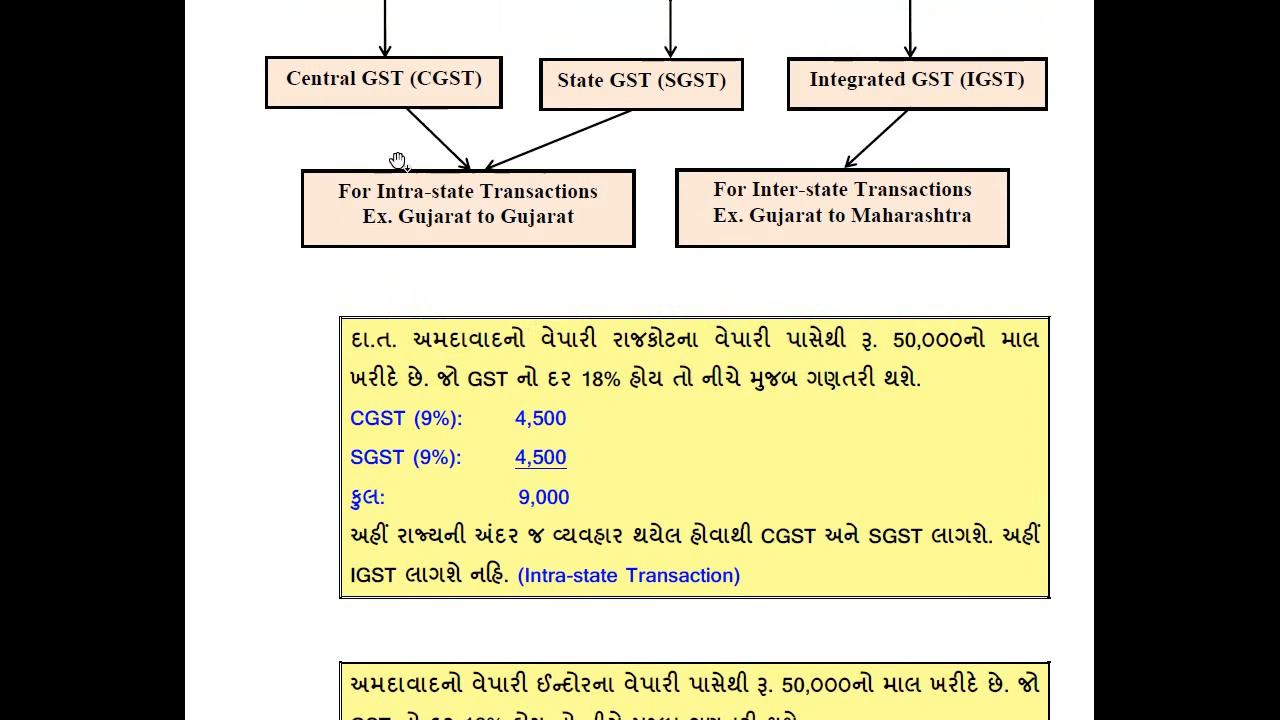 Central GST (CGST)
State GST (SGST)
Integrated GST (IGST)
For Intra-state Transactions
Ex. Gujarat to Gujarat
For Inter-state Transactions
Ex. Gujarat to Maharashtra
દા.ત. અમદાવાદનો વેપારી રાજકોટના વેપારી પાસેથી રૂ. 50,000નો માલ
ખરીદે છે. જો GST નો દર 18% હોય તો નીચે મુજબ ગણતરી થશે.
CGST (9%): 4,500
SGST (9%): 4,500
કુલ: 9,000
અહીં રાજ્યની અંદર જ વ્યવહાર થયેલ હોવાથી CGST અને SGST લાગશે. અહીં
IGST લાગશે નહિ. (Intra-state Transaction)
અમદાવાદનો વેપારી ઈન્દોરના વેપારી પાસેથી રૂ. 50,000નો માલ ખરીદે છે. જો